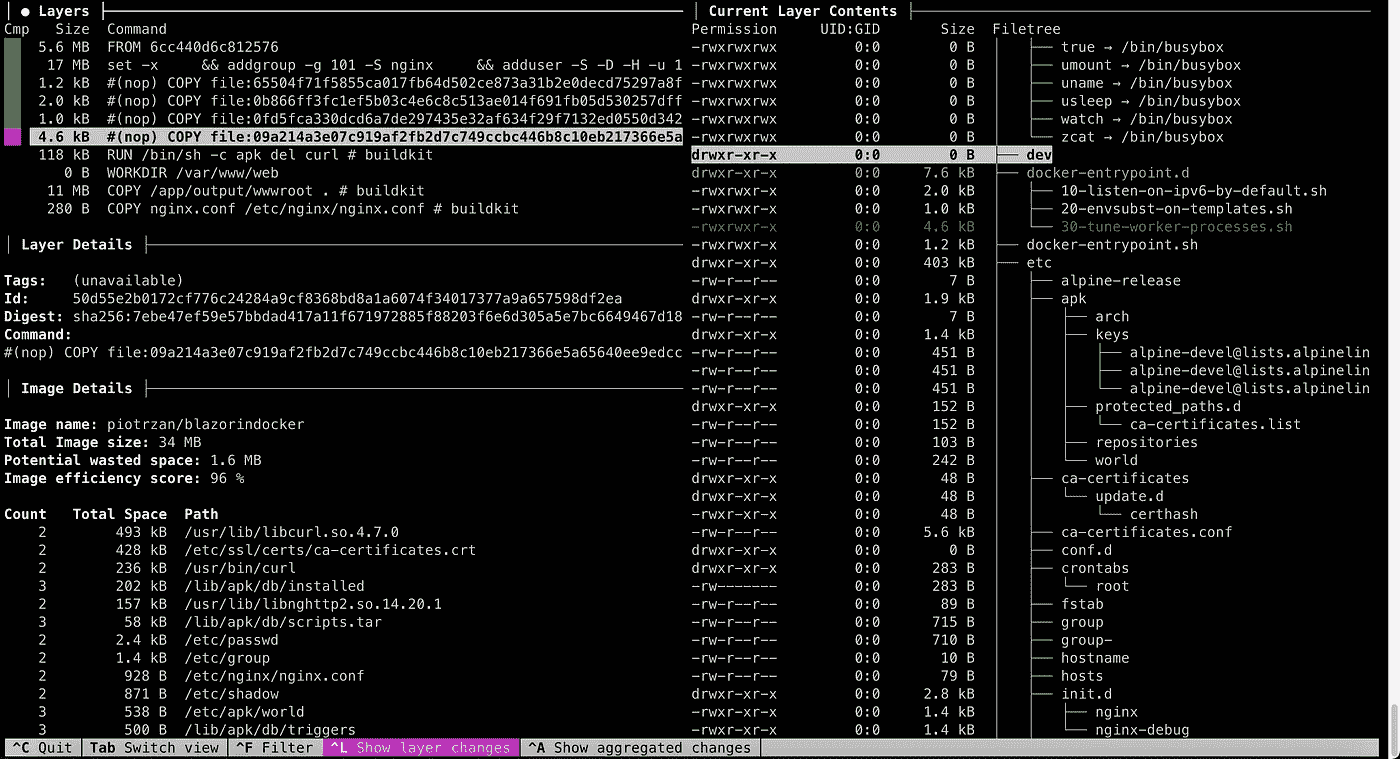 ● Layers
Cmp Size Command
5.6 MB FROM 6cc440d6c812576
17 MB set -x && addgroup -g 101 -S nginx && adduser -S -D -H -u 1
1.2 kB #(nop) COPY file:65504f71f5855ca017fb64d502ce873a31b2e0decd75297a8f
2.0 kB #(nop) COPY file:0b866ff3fc1ef5b03c4e6c8c513ae014f691fb05d530257dff
1.0 kB #(nop) COPY file:0fd5fca330dcd6a7de297435e32af634f29f7132ed0550d342
4.6 kB #(nop) COPY file:09a214a3e07c919af2fb2d7c749ccbc446b8c10eb217366e5a
118 kB RUN /bin/sh -c apk del curl # buildkit
0 B WORKDIR /var/www/web
11 MB COPY /app/output/wwwroot . # buildkit
280 B COPY nginx.conf /etc/nginx/nginx.conf # buildkit
Layer Details
Tags: (unavailable)
Id: 50d55e2b0172cf776c24284a9cf8368bd8a1a6074f34017377a9a657598df2ea
Digest: sha256:7ebe47ef59e57bbdad417a11f671972885f88203f6e6d305a5e7bc6649467d18
Command:
#(nop) COPY file:09a214a3e07c919af2fb2d7c749ccbc446b8c10eb217366e5a65640ee9edcc
Image Details
Image name: piotrzan/blazorindocker
Total Image size: 34 MB
Potential wasted space: 1.6 MB
Image efficiency score: 96 %
Count Total Space Path
2 493 kB /usr/lib/libcurl.so.4.7.0
2 428 kB /etc/ssl/certs/ca-certificates.crt
2 236 kB /usr/bin/curl
3 202 kB /lib/apk/db/installed
2 157 kB /usr/lib/libnghttp2.so.14.20.1
3 58 kB /lib/apk/db/scripts.tar
2 2.4 kB /etc/passwd
2 1.4 kB /etc/group
2 928 B /etc/nginx/nginx.conf
2 871 B /etc/shadow
3 538 B /etc/apk/world
3 500 B /lib/apk/db/triggers
Current Layer Contents
Permission UID:GID Size Filetree
-rwxrwxrwx 0:0 0 B true → /bin/busybox
-rwxrwxrwx 0:0 0 B umount → /bin/busybox
-rwxrwxrwx 0:0 0 B uname → /bin/busybox
-rwxrwxrwx 0:0 0 B usleep → /bin/busybox
-rwxrwxrwx 0:0 0 B watch → /bin/busybox
-rwxrwxrwx 0:0 0 B zcat → /bin/busybox
drwxr-xr-x 0:0 0 B dev
drwxr-xr-x 0:0 7.6 kB docker-entrypoint.d
-rwxrwxr-x 0:0 2.0 kB 10-listen-on-ipv6-by-default.sh
-rwxrwxr-x 0:0 1.0 kB 20-envsubst-on-templates.sh
-rwxrwxr-x 0:0 4.6 kB 30-tune-worker-processes.sh
-rwxrwxr-x 0:0 1.2 kB docker-entrypoint.sh
drwxr-xr-x 0:0 403 kB etc
-rw-r--r-- 0:0 7 B alpine-release
drwxr-xr-x 0:0 1.9 kB apk
-rw-r--r-- 0:0 7 B arch
drwxr-xr-x 0:0 1.4 kB keys
-rw-r--r-- 0:0 451 B alpine-devel@lists.alpinelin
-rw-r--r-- 0:0 451 B alpine-devel@lists.alpinelin
-rw-r--r-- 0:0 451 B alpine-devel@lists.alpinelin
drwxr-xr-x 0:0 152 B protected_paths.d
-rw-r--r-- 0:0 152 B ca-certificates.list
-rw-r--r-- 0:0 103 B repositories
-rw-r--r-- 0:0 242 B world
drwxr-xr-x 0:0 48 B ca-certificates
drwxr-xr-x 0:0 48 B update.d
-rwxr-xr-x 0:0 48 B certhash
-rw-r--r-- 0:0 5.6 kB ca-certificates.conf
drwxr-xr-x 0:0 0 B conf.d
drwxr-xr-x 0:0 283 B crontabs
-rw------- 0:0 283 B root
-rw-r--r-- 0:0 89 B fstab
-rw-r--r-- 0:0 715 B group
-rw-r--r-- 0:0 710 B group-
-rw-r--r-- 0:0 10 B hostname
-rw-r--r-- 0:0 79 B hosts
drwxr-xr-x 0:0 2.8 kB init.d
-rwxr-xr-x 0:0 1.4 kB nginx
-rwxr-xr-x 0:0 1.4 kB nginx-debug
^C Quit Tab Switch view ^F Filter ^L Show layer changes ^A Show aggregated changes